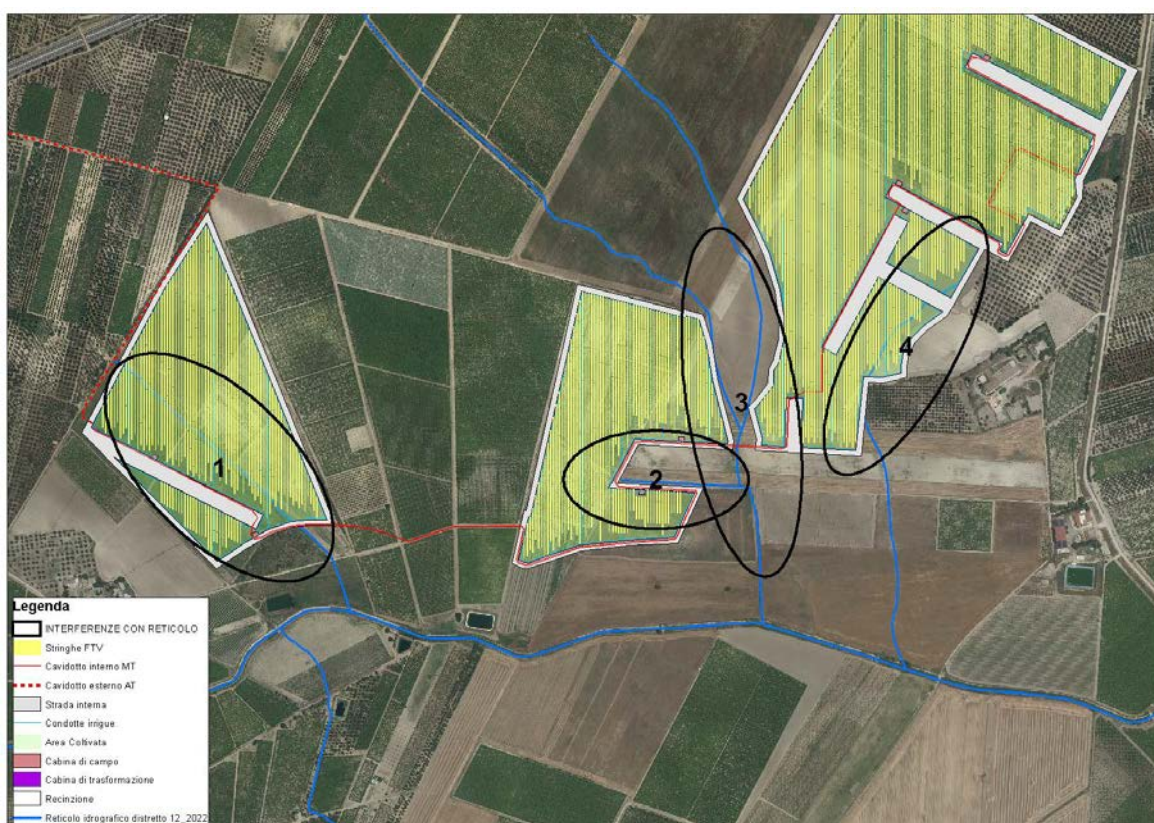 1
2
3
4
Legenda
INTERFERENZE CON RETICOLO
Stringhe FTV
Cavidotto interno MT
Cavidotto esterno AT
Strada interna
Condotte irrigue
Area Coltivata
Cabina di campo
Cabina di trasformazione
Recinzione
Reticolo idrografico distretto 12_2022